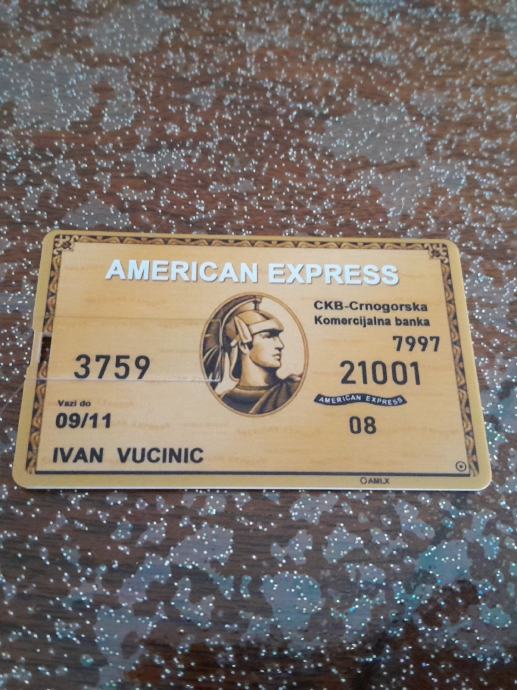 AMERICAN EXPRESS
CKB-Crnogorska
Komercijalna banka
7997
3759 21001
AMERICAN EXPRESS
Vazi do
09/11 08
IVAN VUCINIC
AMLX